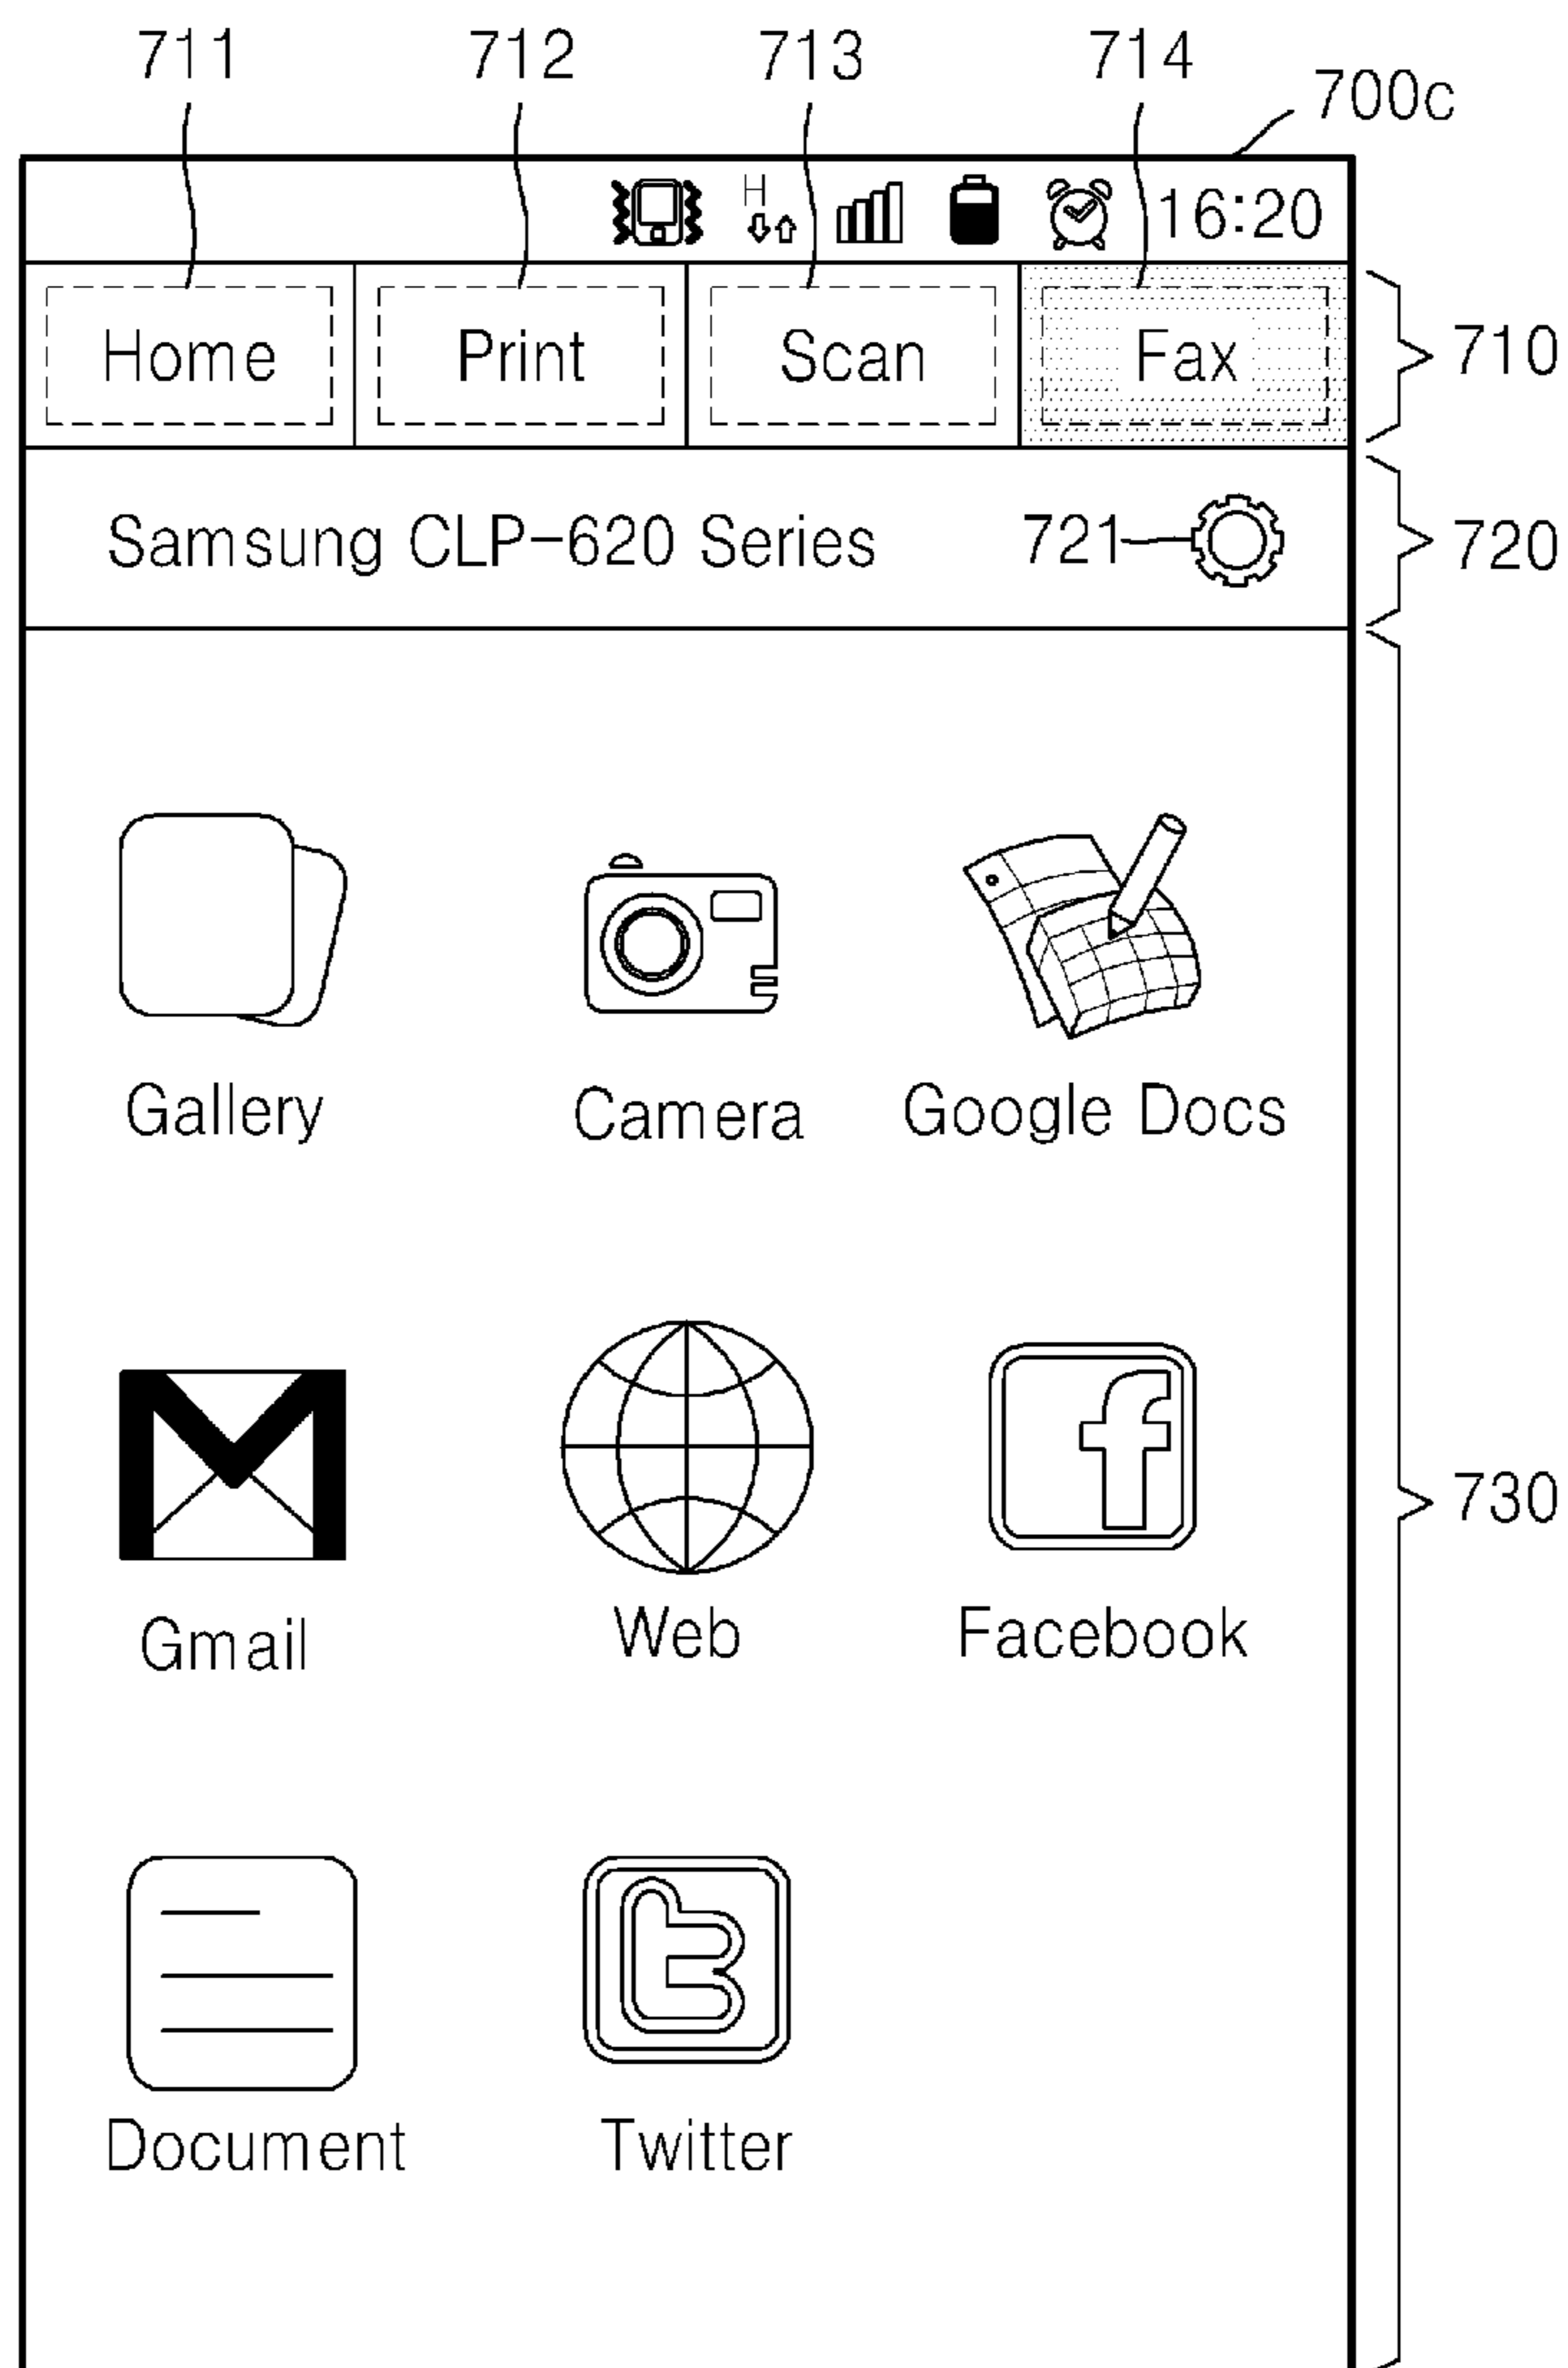 711 712 713 714
700c
H 16:20
Home Print Scan Fax 710
Samsung CLP-620 Series 721 720
Gallery Camera Google Docs
730
Gmail Web Facebook
Document Twitter